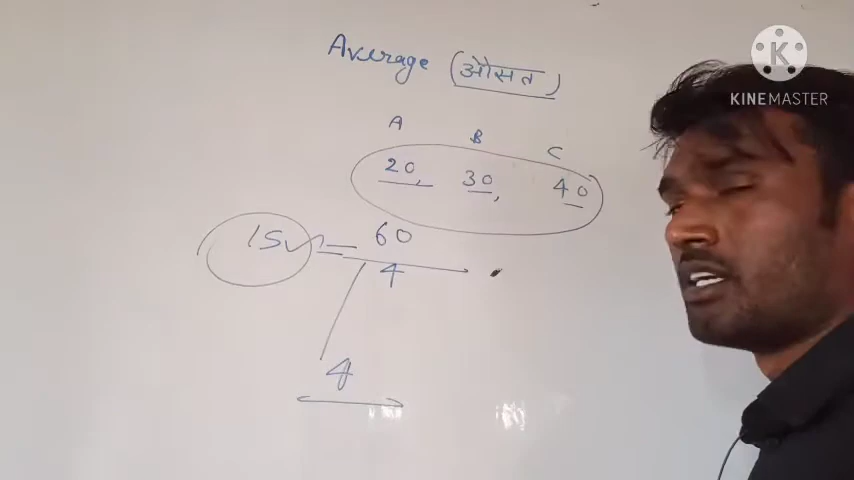 Average (औसत)
A B C
20, 30, 40
15 = 60
4
4
K
KINEMASTER